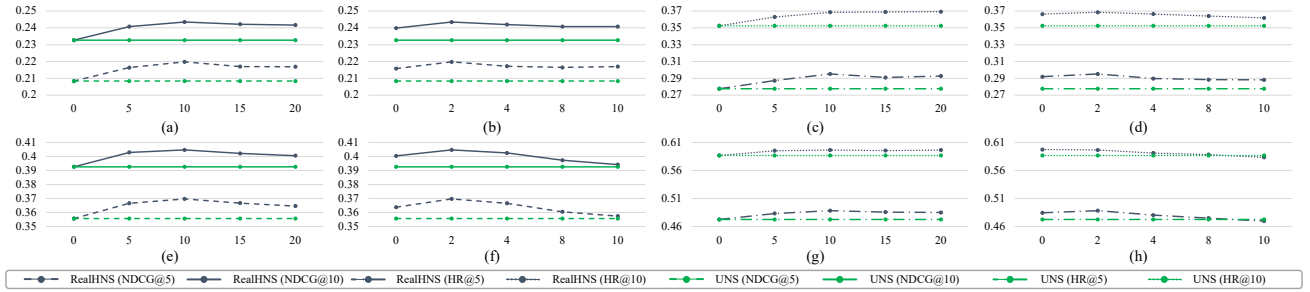 0.25
0.24
0.23
0.22
0.21
0.2
0 5 10 15 20
(a)
0.25
0.24
0.23
0.22
0.21
0.2
0 2 4 8 10
(b)
0.37
0.35
0.33
0.31
0.29
0.27
0 5 10 15 20
(c)
0.37
0.35
0.33
0.31
0.29
0.27
0 2 4 8 10
(d)
0.41
0.4
0.39
0.38
0.37
0.36
0.35
0 5 10 15 20
(e)
0.41
0.4
0.39
0.38
0.37
0.36
0.35
0 2 4 8 10
(f)
0.61
0.56
0.51
0.46
0 5 10 15 20
(g)
0.61
0.56
0.51
0.46
0 2 4 8 10
(h)
RealHNS (NDCG@5) RealHNS (NDCG@10) RealHNS (HR@5) RealHNS (HR@10) UNS (NDCG@5) UNS (NDCG@10) UNS (HR@5) UNS (HR@10)